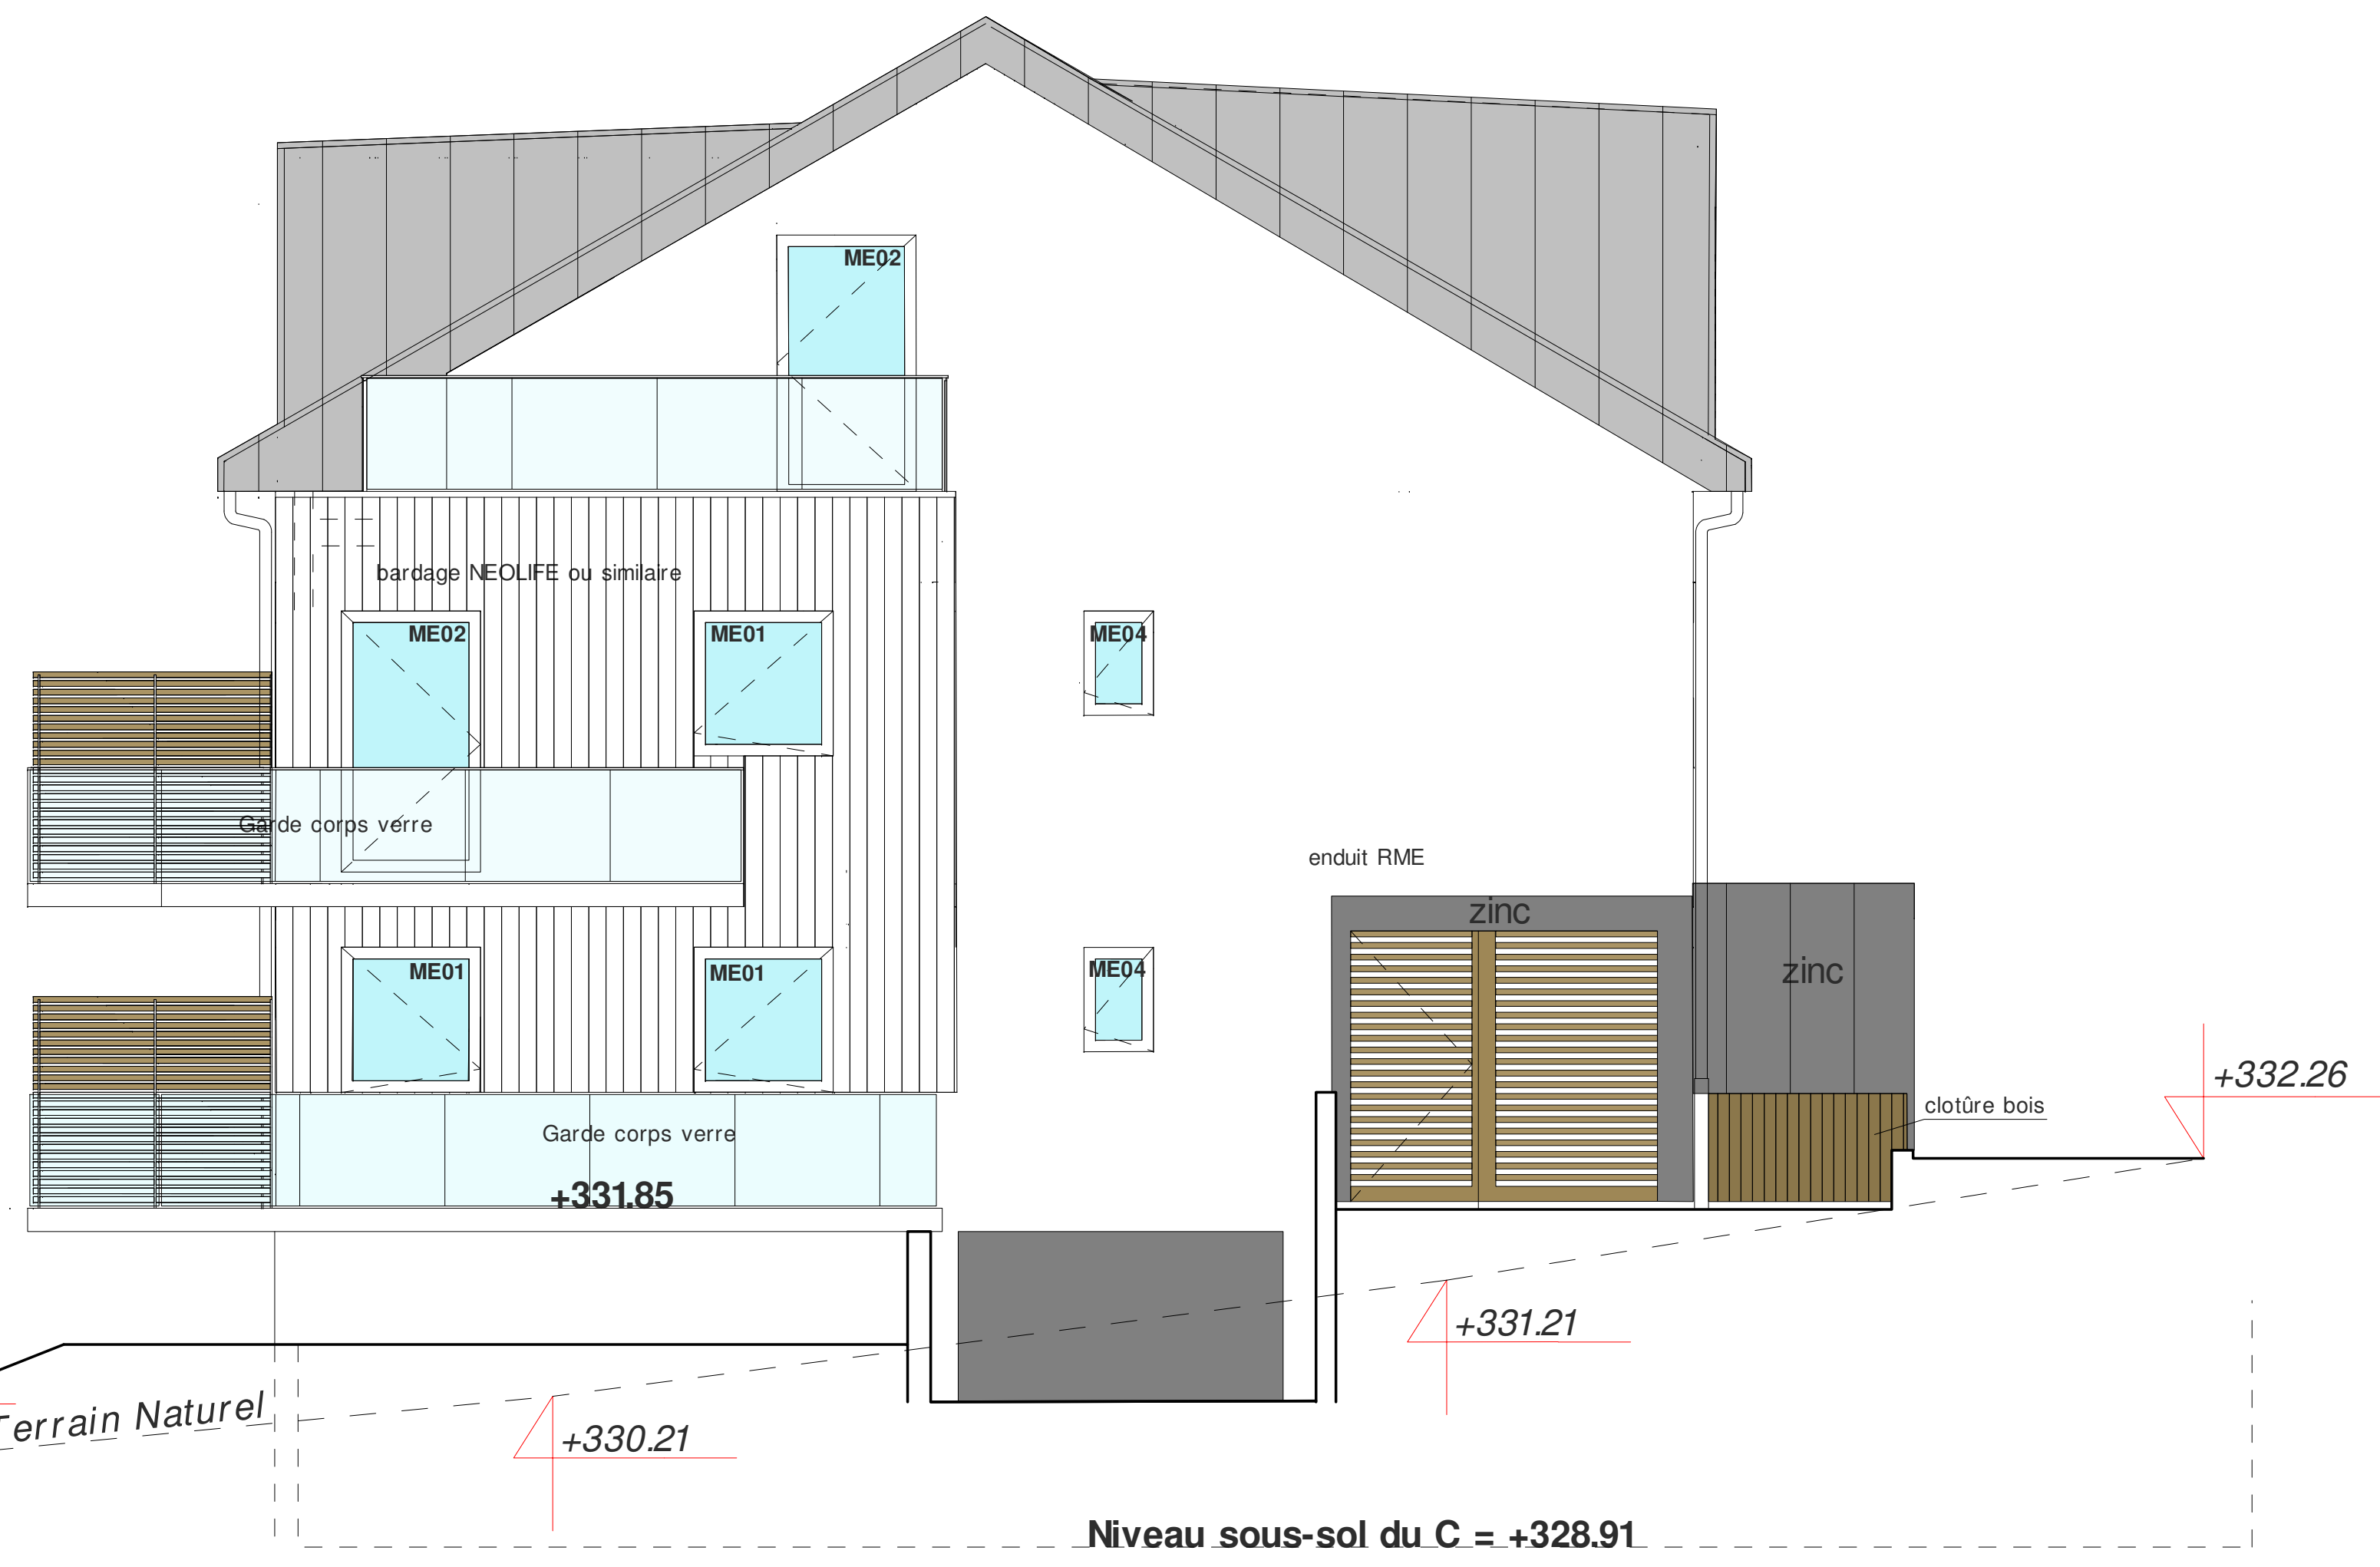 ME02
bardage NEOLIFE ou similaire
ME02
ME01
ME04
Garde corps verre
enduit RME
zinc
zinc
ME01
ME01
ME04
+332.26
clotûre bois
Garde corps verre
+331.85
+331.21
Terrain Naturel
+330.21
Niveau sous-sol du C = +328.91